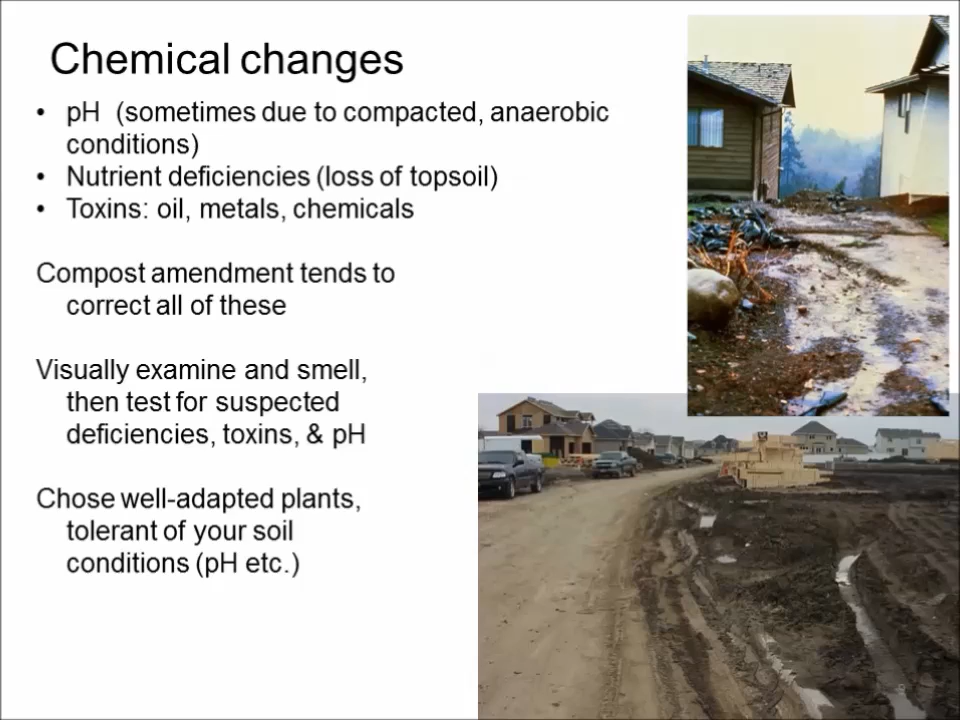 Chemical changes
• pH (sometimes due to compacted, anaerobic
conditions)
• Nutrient deficiencies (loss of topsoil)
• Toxins: oil, metals, chemicals
Compost amendment tends to
correct all of these
Visually examine and smell,
then test for suspected
deficiencies, toxins, & pH
Chose well-adapted plants,
tolerant of your soil
conditions (pH etc.)